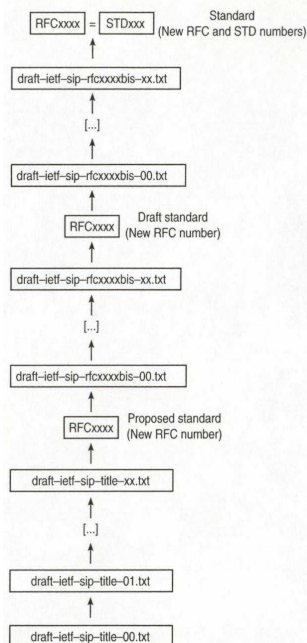 RFCxxxx = STDxxx
Standard
(New RFC and STD numbers)
draft–ietf–sip–rfcxxxxbis–xx.txt
[...]
draft–ietf–sip–rfcxxxxbis–00.txt
RFCxxxx
Draft standard
(New RFC number)
draft–ietf–sip–rfcxxxxbis–xx.txt
[...]
draft–ietf–sip–rfcxxxxbis–00.txt
RFCxxxx
Proposed standard
(New RFC number)
draft–ietf–sip–title–xx.txt
[...]
draft–ietf–sip–title–01.txt
draft–ietf–sip–title–00.txt